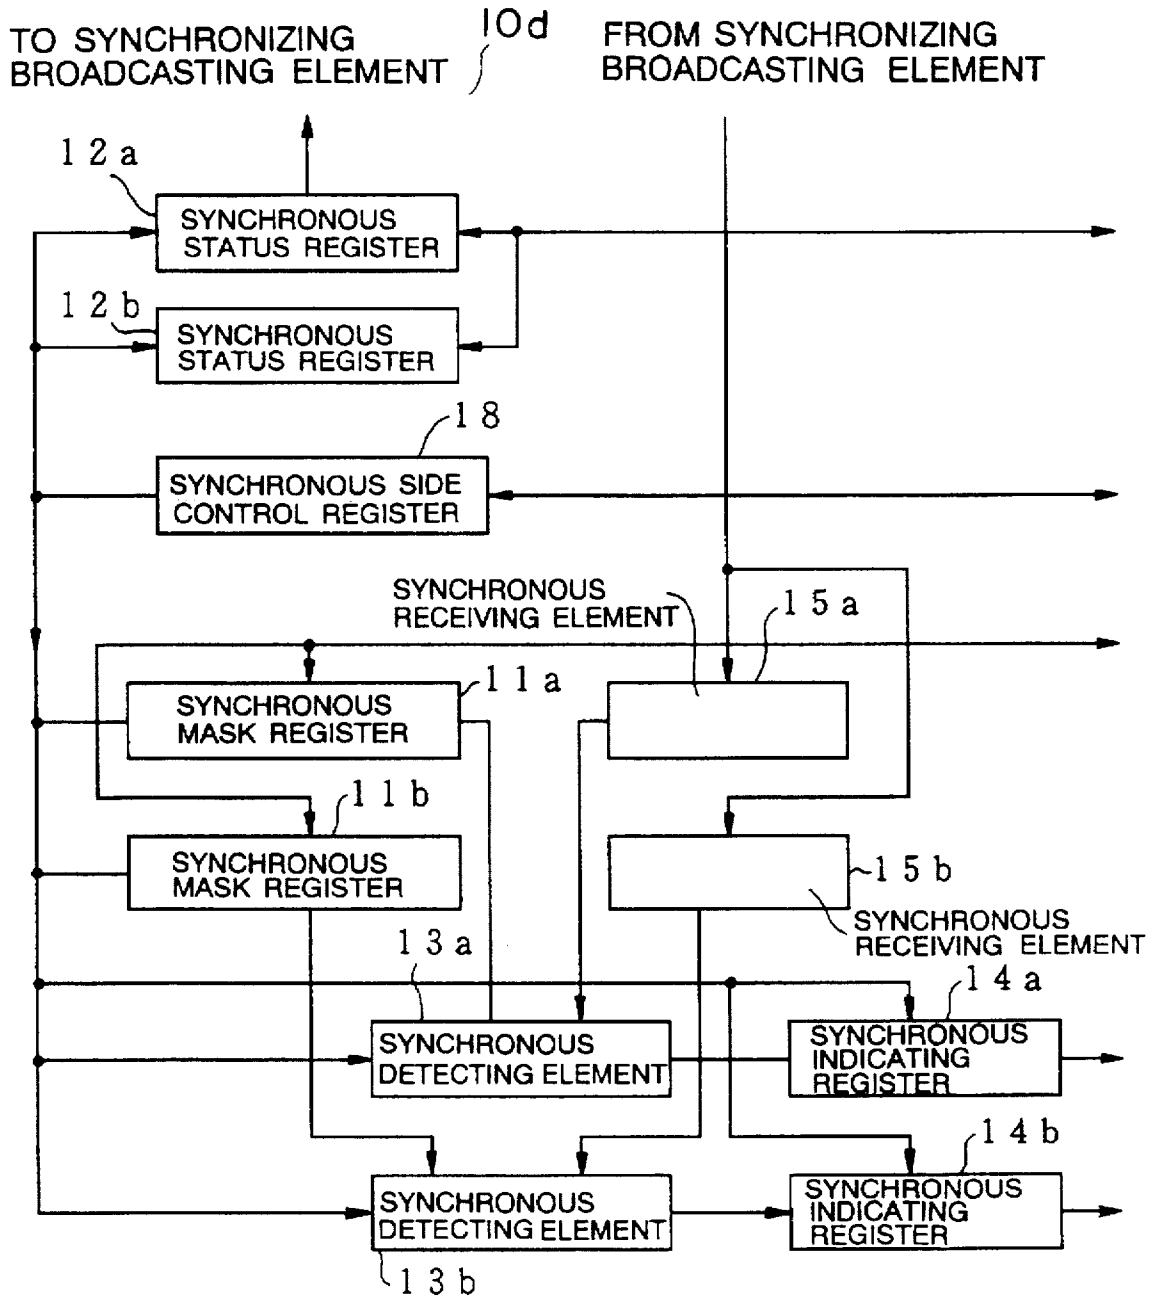 10d
TO SYNCHRONIZING
BROADCASTING ELEMENT
FROM SYNCHRONIZING
BROADCASTING ELEMENT
12a
SYNCHRONOUS
STATUS REGISTER
12b
SYNCHRONOUS
STATUS REGISTER
18
SYNCHRONOUS SIDE
CONTROL REGISTER
SYNCHRONOUS
RECEIVING ELEMENT
15a
11a
SYNCHRONOUS
MASK REGISTER
11b
SYNCHRONOUS
MASK REGISTER
15b
SYNCHRONOUS
RECEIVING ELEMENT
13a
SYNCHRONOUS
DETECTING ELEMENT
14a
SYNCHRONOUS
INDICATING
REGISTER
14b
SYNCHRONOUS
INDICATING
REGISTER
SYNCHRONOUS
DETECTING ELEMENT
13b